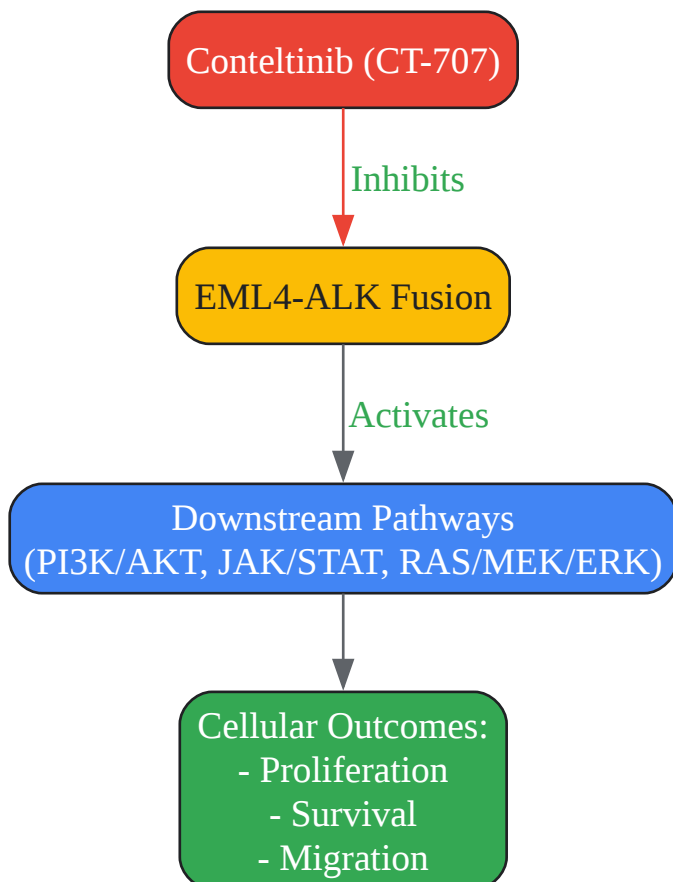 Conteltinib (CT-707)
Inhibits
EML4-ALK Fusion
Activates
Downstream Pathways
(PI3K/AKT, JAK/STAT, RAS/MEK/ERK)
Cellular Outcomes:
- Proliferation
- Survival
- Migration